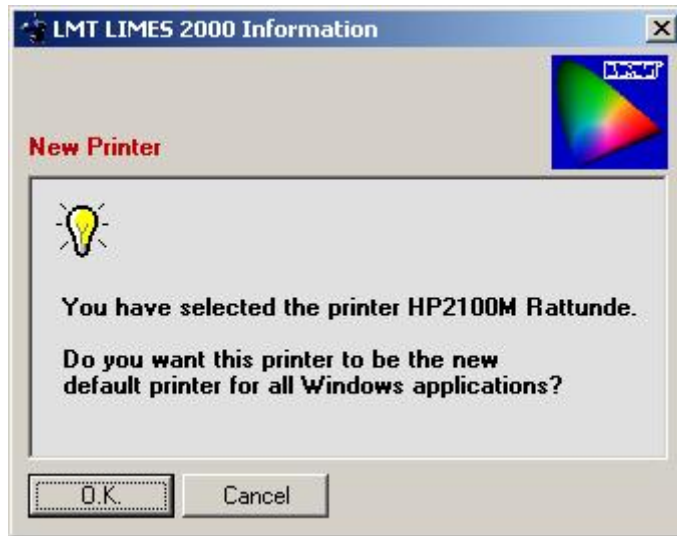 LMT LIMES 2000 Information
New Printer
You have selected the printer HP2100M Rattunde.
Do you want this printer to be the new
default printer for all Windows applications?
O.K.
Cancel